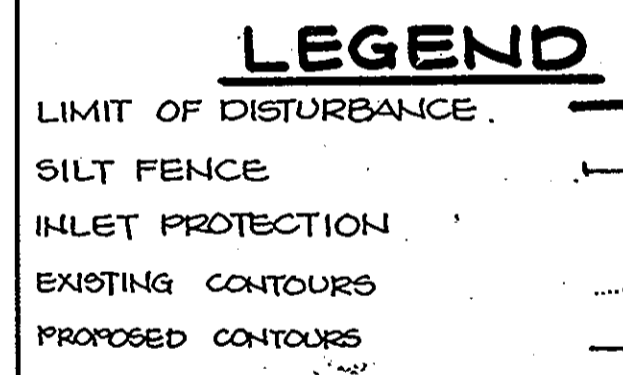 LEGEND
LIMIT OF DISTURBANCE.
SILT FENCE
INLET PROTECTION
EXISTING CONTOURS
PROPOSED CONTOURS